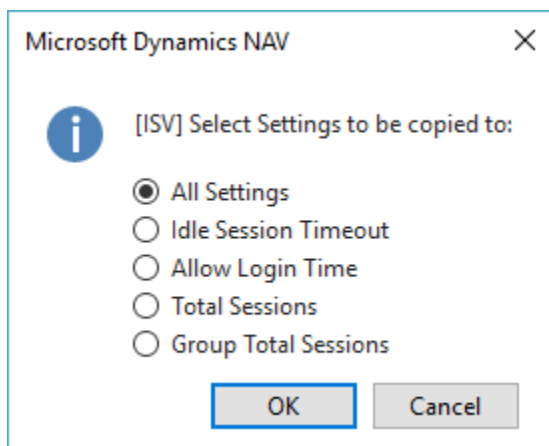 Microsoft Dynamics NAV
[ISV] Select Settings to be copied to:
All Settings
Idle Session Timeout
Allow Login Time
Total Sessions
Group Total Sessions
OK Cancel